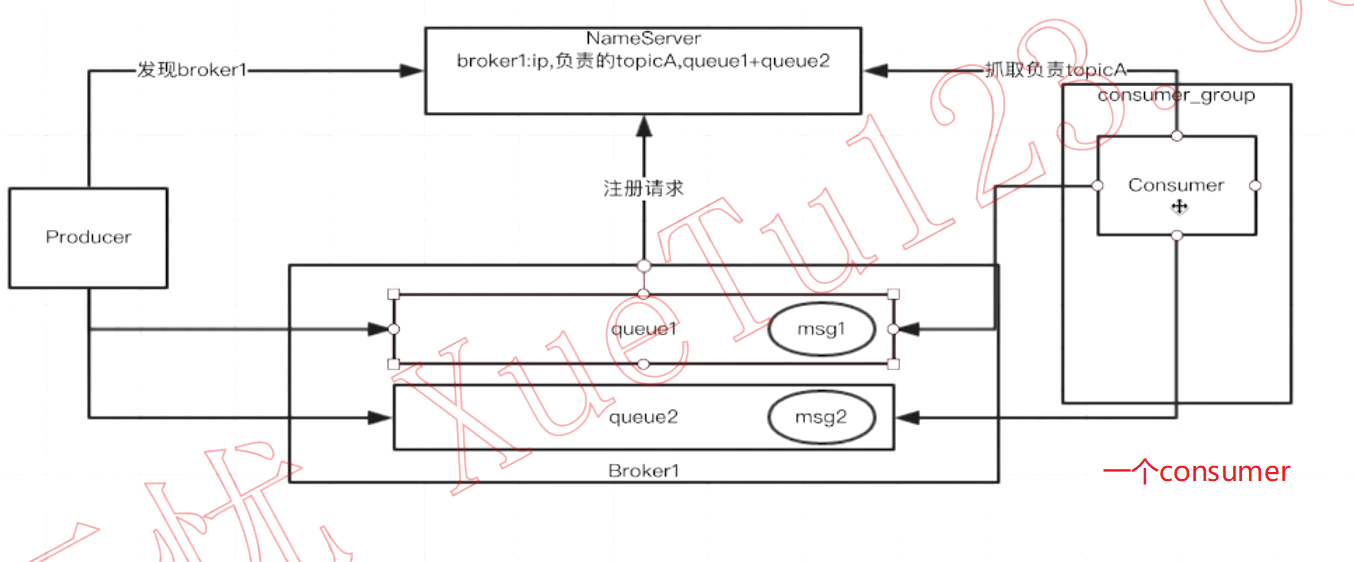 NameServer
broker1:ip,负责的topicA,queue1+queue2
发现broker1
抓取负责topicA
consumer_group
注册请求
Consumer
Producer
queue1
msg1
queue2
msg2
Broker1
一个consumer
XueTu123.
忧